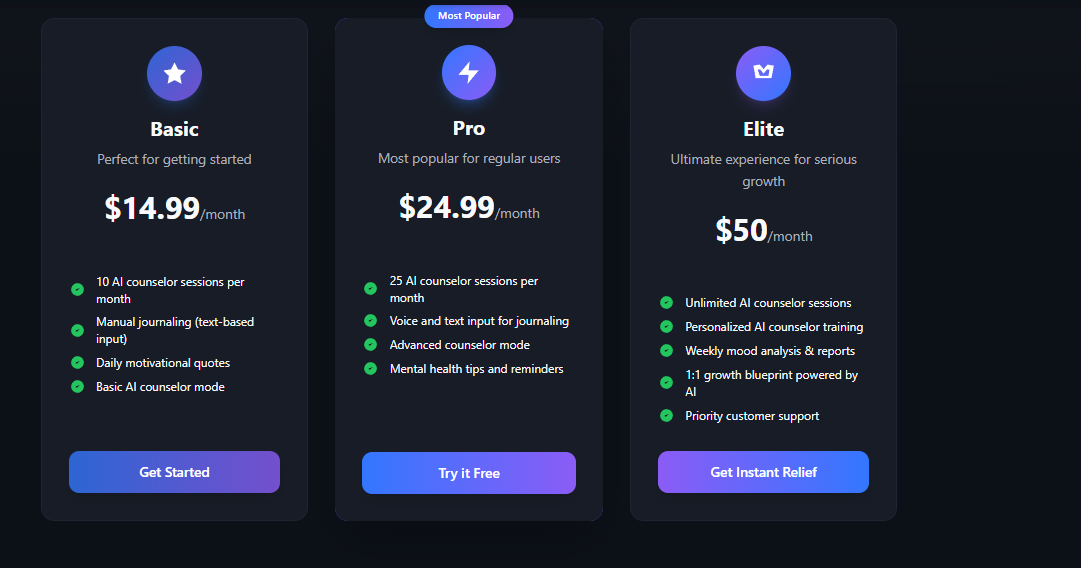 Most Popular
Basic
Perfect for getting started
$14.99/month
10 AI counselor sessions per
month
Manual journaling (text-based
input)
Daily motivational quotes
Basic AI counselor mode
Get Started
Pro
Most popular for regular users
$24.99/month
25 AI counselor sessions per
month
Voice and text input for journaling
Advanced counselor mode
Mental health tips and reminders
Try it Free
Elite
Ultimate experience for serious
growth
$50/month
Unlimited AI counselor sessions
Personalized AI counselor training
Weekly mood analysis & reports
1:1 growth blueprint powered by
AI
Priority customer support
Get Instant Relief